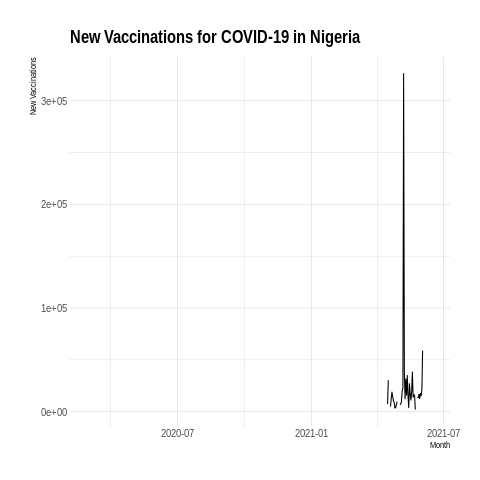 New Vaccinations for COVID-19 in Nigeria
New Vaccinations
3e+05
2e+05
1e+05
0e+00
2020-07
2021-01
2021-07
Month